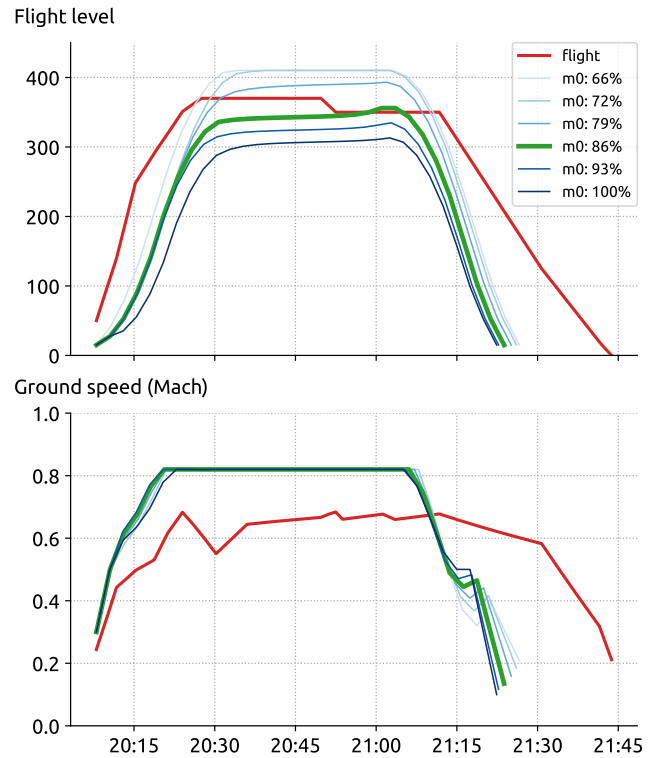 Flight level
400
300
200
100
0
flight
m0: 66%
m0: 72%
m0: 79%
m0: 86%
m0: 93%
m0: 100%
Ground speed (Mach)
1.0
0.8
0.6
0.4
0.2
0.0
20:15 20:30 20:45 21:00 21:15 21:30 21:45